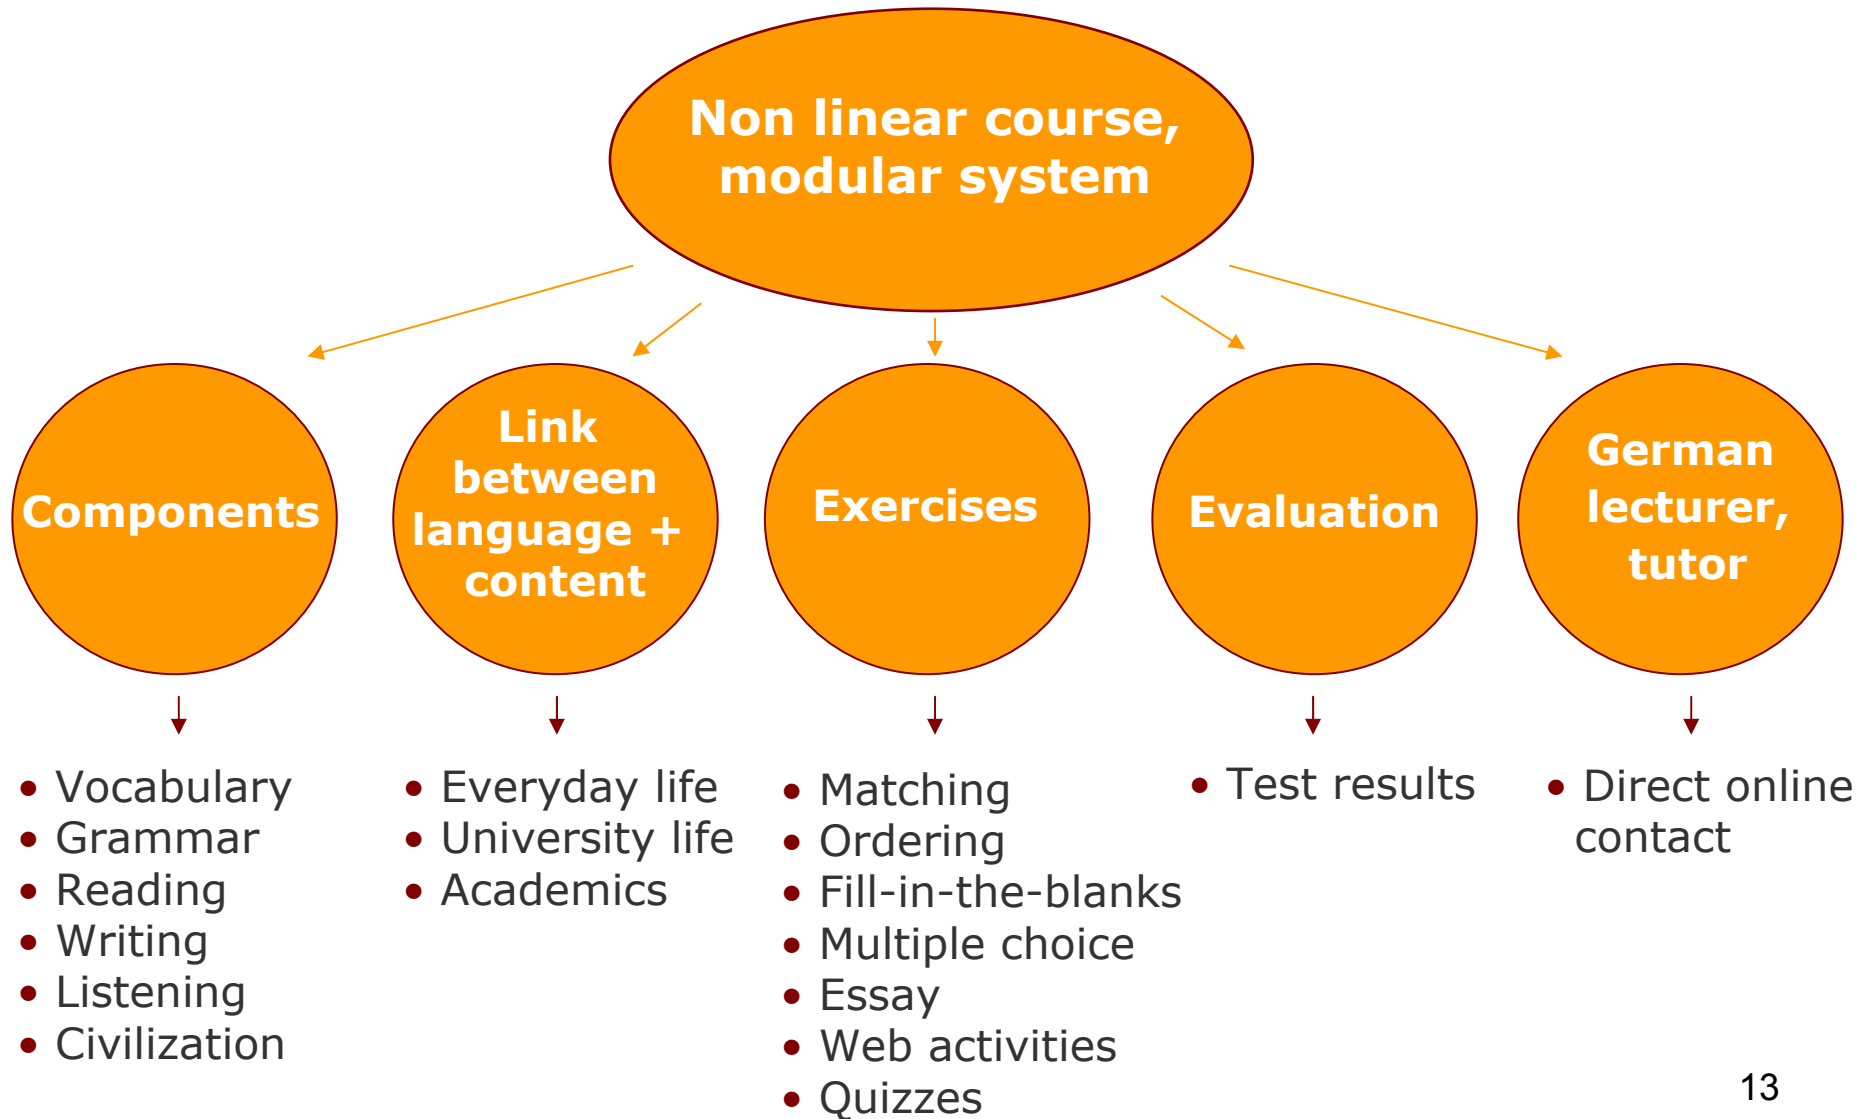 Non linear course,
modular system
Components
Link
between
language +
content
Exercises
Evaluation
German
lecturer,
tutor
• Vocabulary
• Grammar
• Reading
• Writing
• Listening
• Civilization
• Everyday life
• University life
• Academics
• Matching
• Ordering
• Fill-in-the-blanks
• Multiple choice
• Essay
• Web activities
• Quizzes
• Test results
• Direct online
contact
13